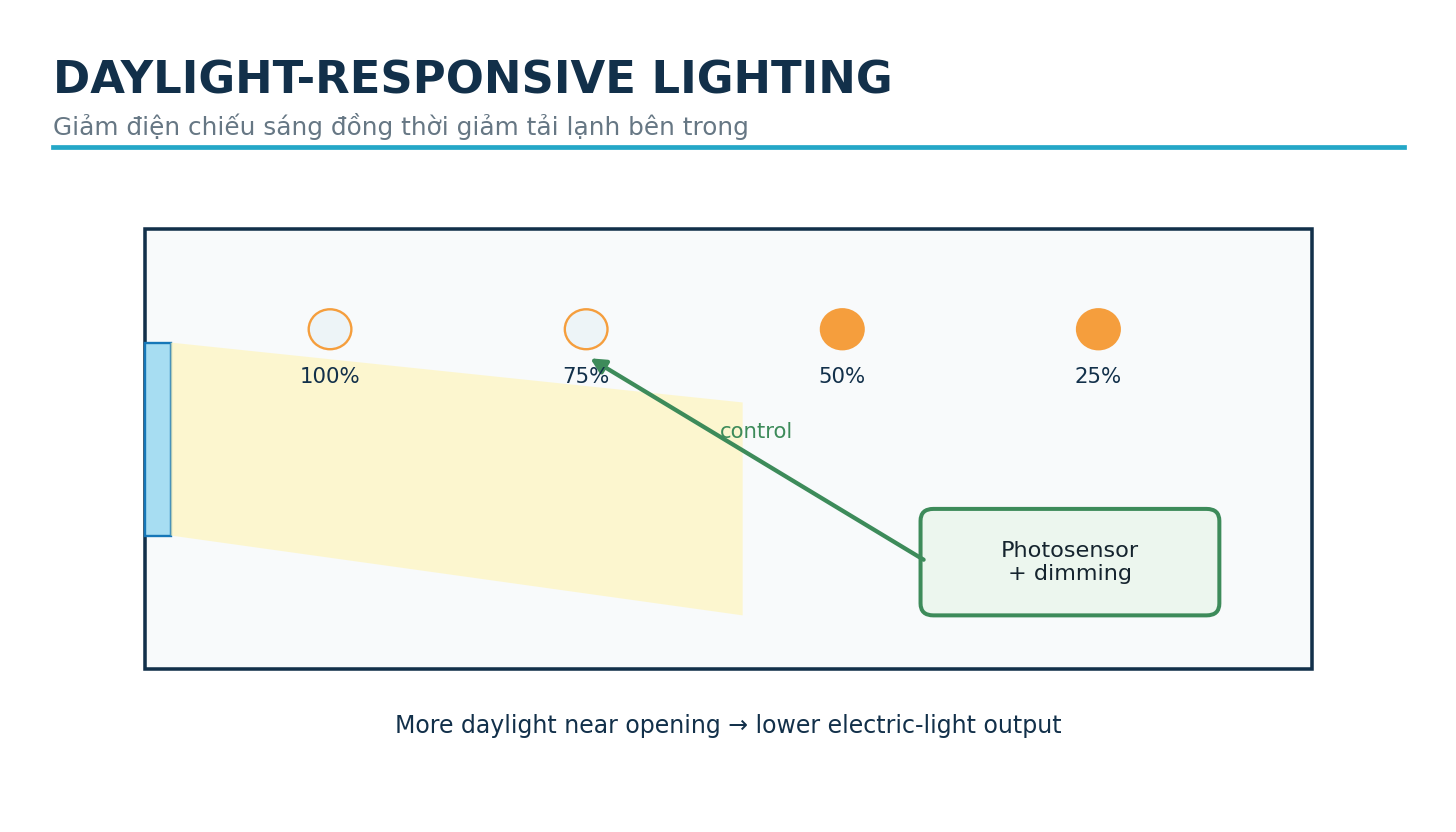 DAYLIGHT-RESPONSIVE LIGHTING
Giảm điện chiếu sáng đồng thời giảm tải lạnh bên trong
100%
75%
50%
25%
control
Photosensor
+ dimming
More daylight near opening → lower electric-light output